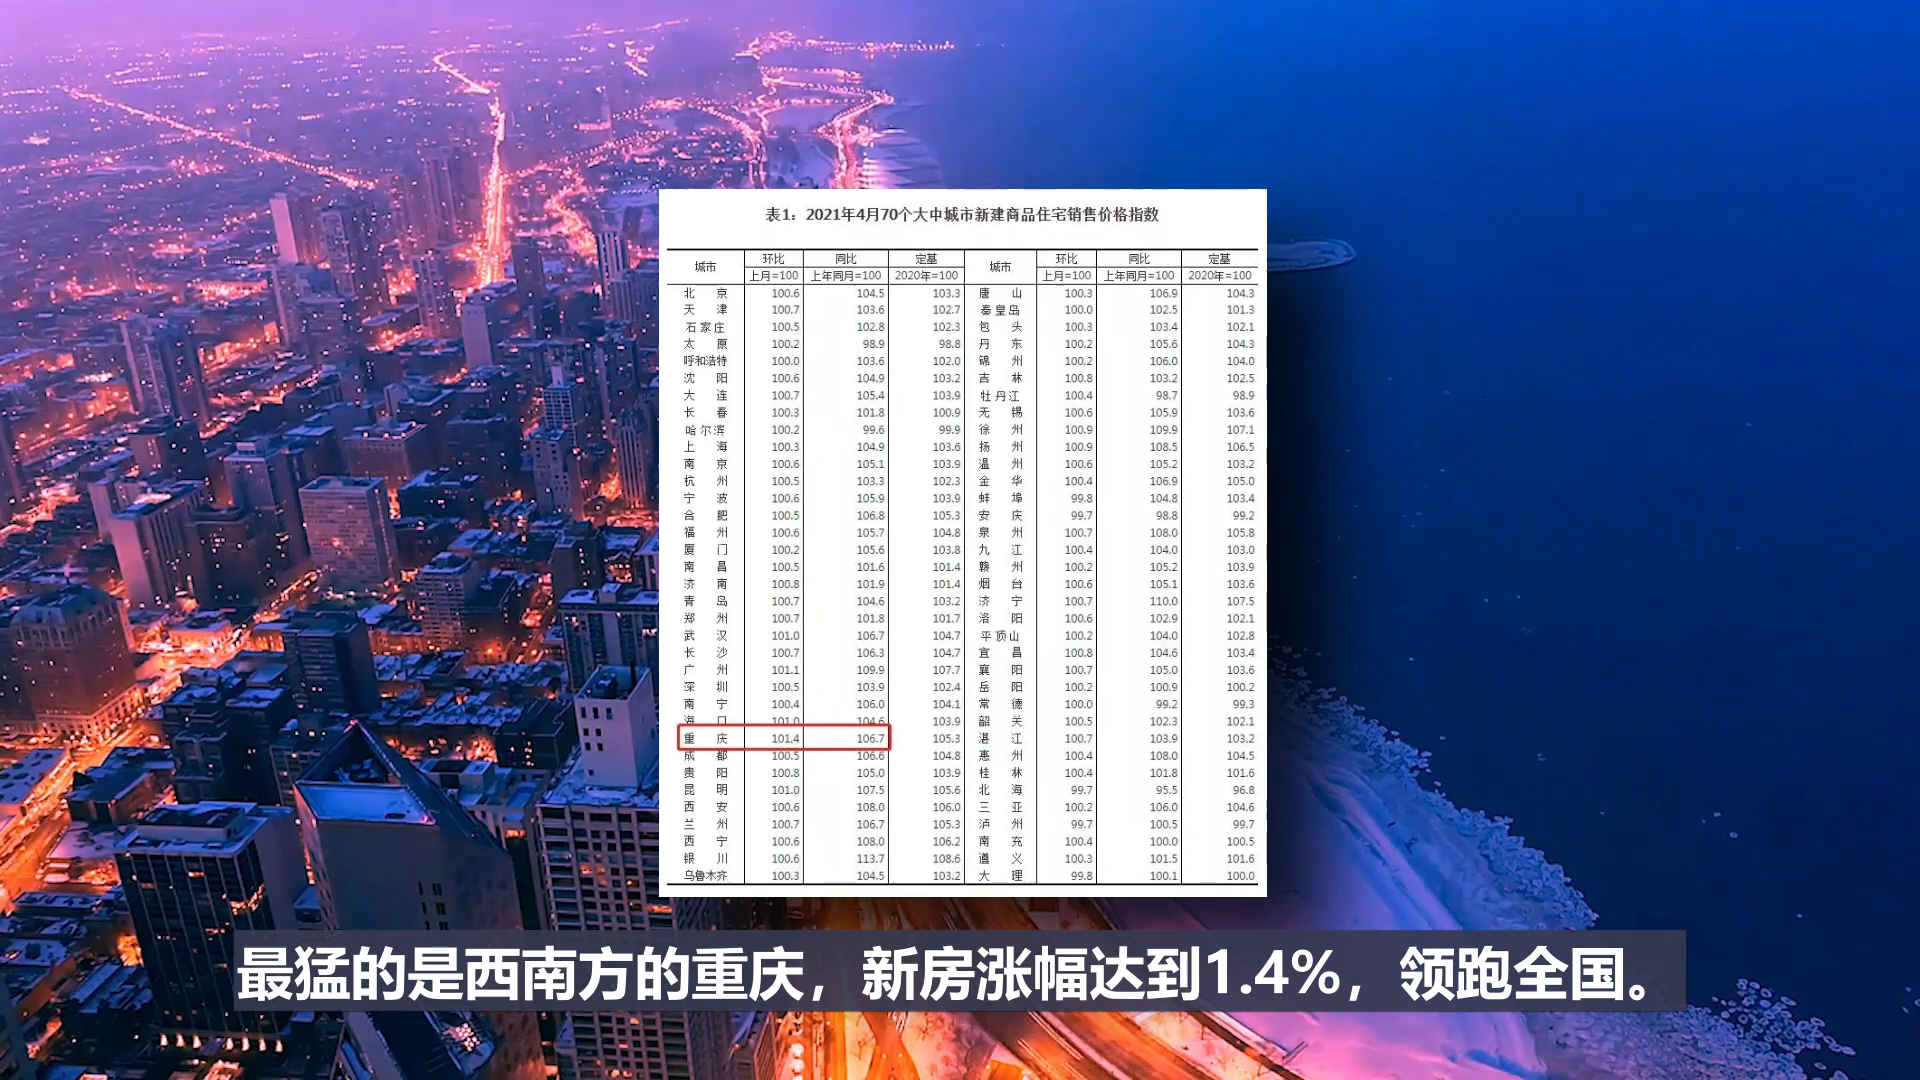 表1：2021年4月70个大中城市新建商品住宅销售价格指数
城市 环比 同比 定基 城市 环比 同比 定基
上月=100 上年同月=100 2020年=100 上月=100 上年同月=100 2020年=100
北京 100.6 104.5 103.3 唐山 100.3 106.9 104.3
天津 100.7 103.6 102.7 秦皇岛 100.0 102.5 101.3
石家庄 100.5 102.8 102.3 包头 100.3 103.4 102.1
太原 100.2 98.9 98.8 丹东 100.2 105.6 104.3
呼和浩特 100.0 103.6 102.0 锦州 100.2 106.0 104.0
沈阳 100.6 104.9 103.2 吉林 100.8 103.2 102.5
大连 100.7 105.4 103.9 牡丹江 100.4 98.7 98.9
长春 100.3 101.8 100.9 无锡 100.6 105.9 103.6
哈尔滨 100.2 99.6 99.9 徐州 100.9 109.9 107.1
上海 100.3 104.9 103.6 扬州 100.9 108.5 106.5
南京 100.6 105.1 103.9 温州 100.6 105.2 103.2
杭州 100.5 103.3 102.3 金华 100.4 106.9 105.0
宁波 100.6 105.9 103.9 蚌埠 99.8 104.8 103.4
合肥 100.5 106.8 105.3 安庆 99.7 98.8 99.2
福州 100.6 105.7 104.8 泉州 100.7 108.0 105.8
厦门 100.2 105.6 103.8 九江 100.4 104.0 103.0
南昌 100.5 101.6 101.4 赣州 100.2 105.2 103.9
济南 100.8 101.9 101.4 烟台 100.6 105.1 103.6
青岛 100.7 104.6 103.2 济宁 100.7 110.0 107.5
郑州 100.7 101.8 101.7 洛阳 100.6 102.9 102.1
武汉 101.0 106.7 104.7 平顶山 100.2 104.0 102.8
长沙 100.7 106.3 104.7 宜昌 100.8 104.6 103.4
广州 101.1 109.9 107.7 襄阳 100.7 105.0 103.6
深圳 100.5 103.9 102.4 岳阳 100.2 100.9 100.2
南宁 100.4 106.0 104.1 常德 100.0 99.2 99.3
海口 101.0 104.6 103.9 韶关 100.5 102.3 102.1
重庆 101.4 106.7 105.3 湛江 100.7 103.9 103.2
成都 100.5 106.6 104.8 惠州 100.4 108.0 104.5
贵阳 100.8 105.0 103.9 桂林 100.4 101.8 101.6
昆明 101.0 107.5 105.6 北海 99.7 95.5 96.8
西安 100.6 108.0 106.0 三亚 100.2 106.0 104.6
兰州 100.7 106.7 105.3 泸州 99.7 100.5 99.7
西宁 100.6 108.0 106.2 南充 100.4 100.0 100.5
银川 100.6 113.7 108.6 遵义 100.3 101.5 101.6
乌鲁木齐 100.3 104.5 103.2 大理 99.8 100.1 100.0
最猛的是西南方的重庆，新房涨幅达到1.4%，领跑全国。